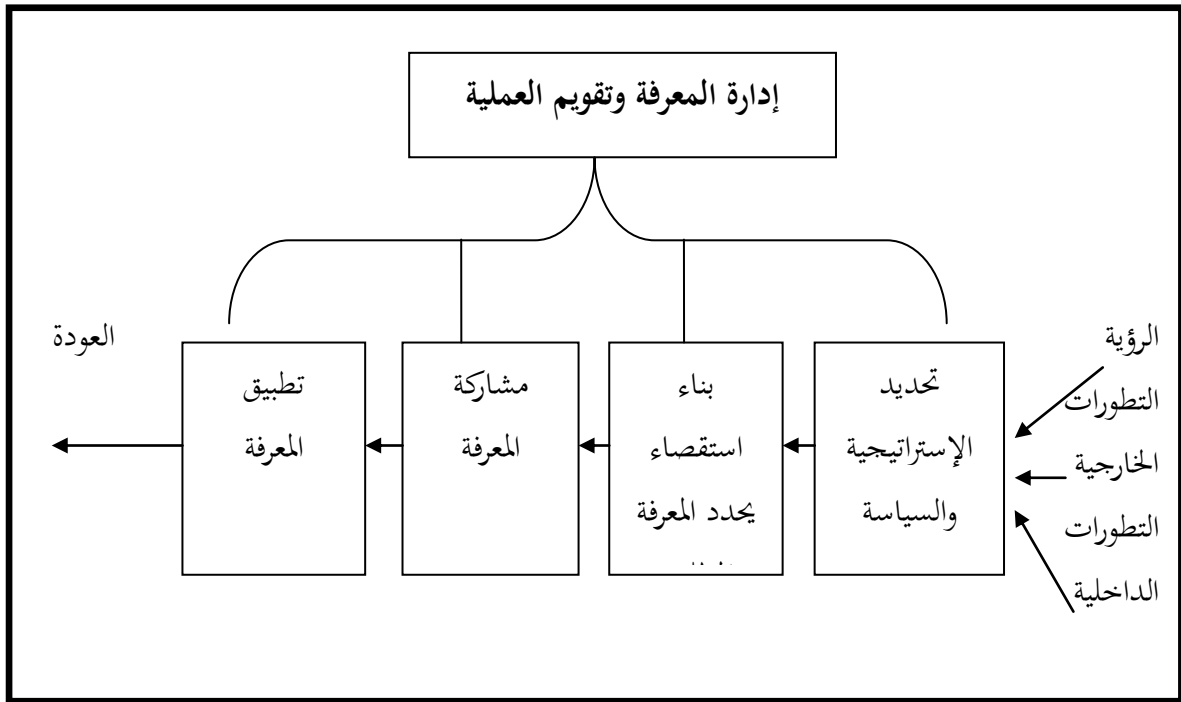 إدارة المعرفة وتقويم العملية
الرؤية
التطورات
الخارجية
التطورات
الداخلية
تحديد
الإستراتيجية
والسياسة
بناء
استقصاء
يحدد المعرفة
مشاركة
المعرفة
تطبيق
المعرفة
العودة